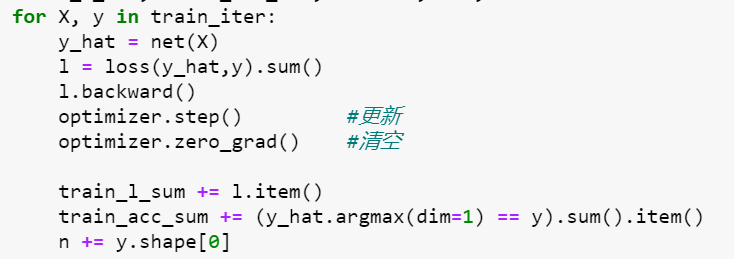 for X, y in train_iter:
    y_hat = net(X)
    l = loss(y_hat,y).sum()
    l.backward()
    optimizer.step()         #更新
    optimizer.zero_grad()    #清空
    train_l_sum += l.item()
    train_acc_sum += (y_hat.argmax(dim=1) == y).sum().item()
    n += y.shape[0]